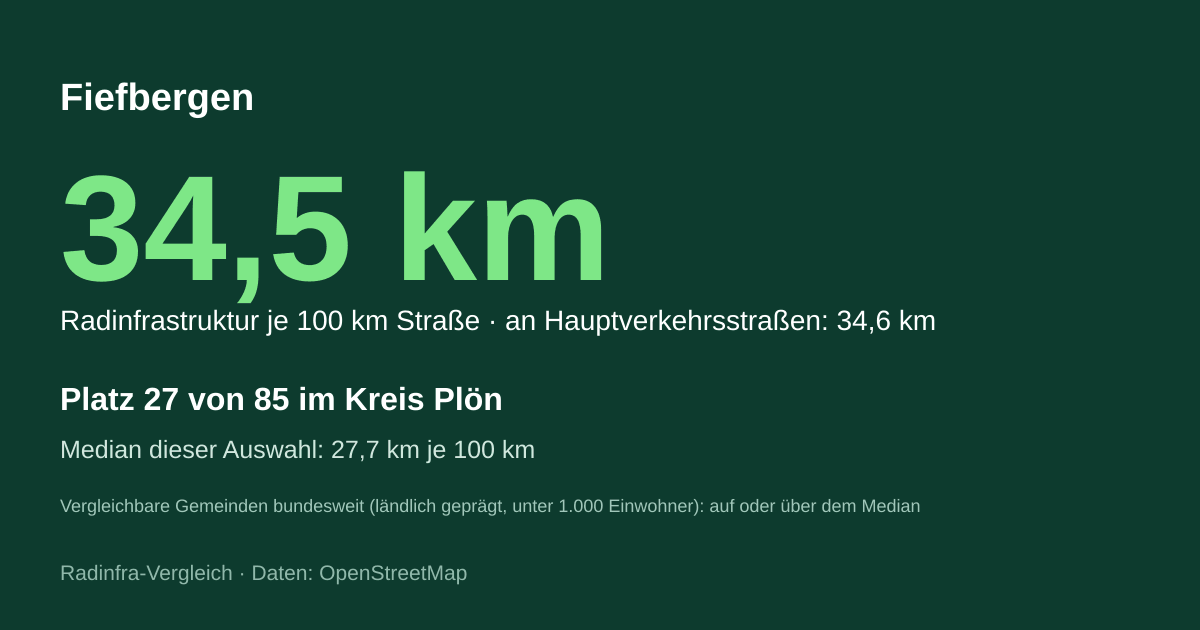 Fiefbergen
34,5 km
Radinfrastruktur je 100 km Straße · an Hauptverkehrsstraßen: 34,6 km
Platz 27 von 85 im Kreis Plön
Median dieser Auswahl: 27,7 km je 100 km
Vergleichbare Gemeinden bundesweit (ländlich geprägt, unter 1.000 Einwohner): auf oder über dem Median
Radinfra-Vergleich · Daten: OpenStreetMap